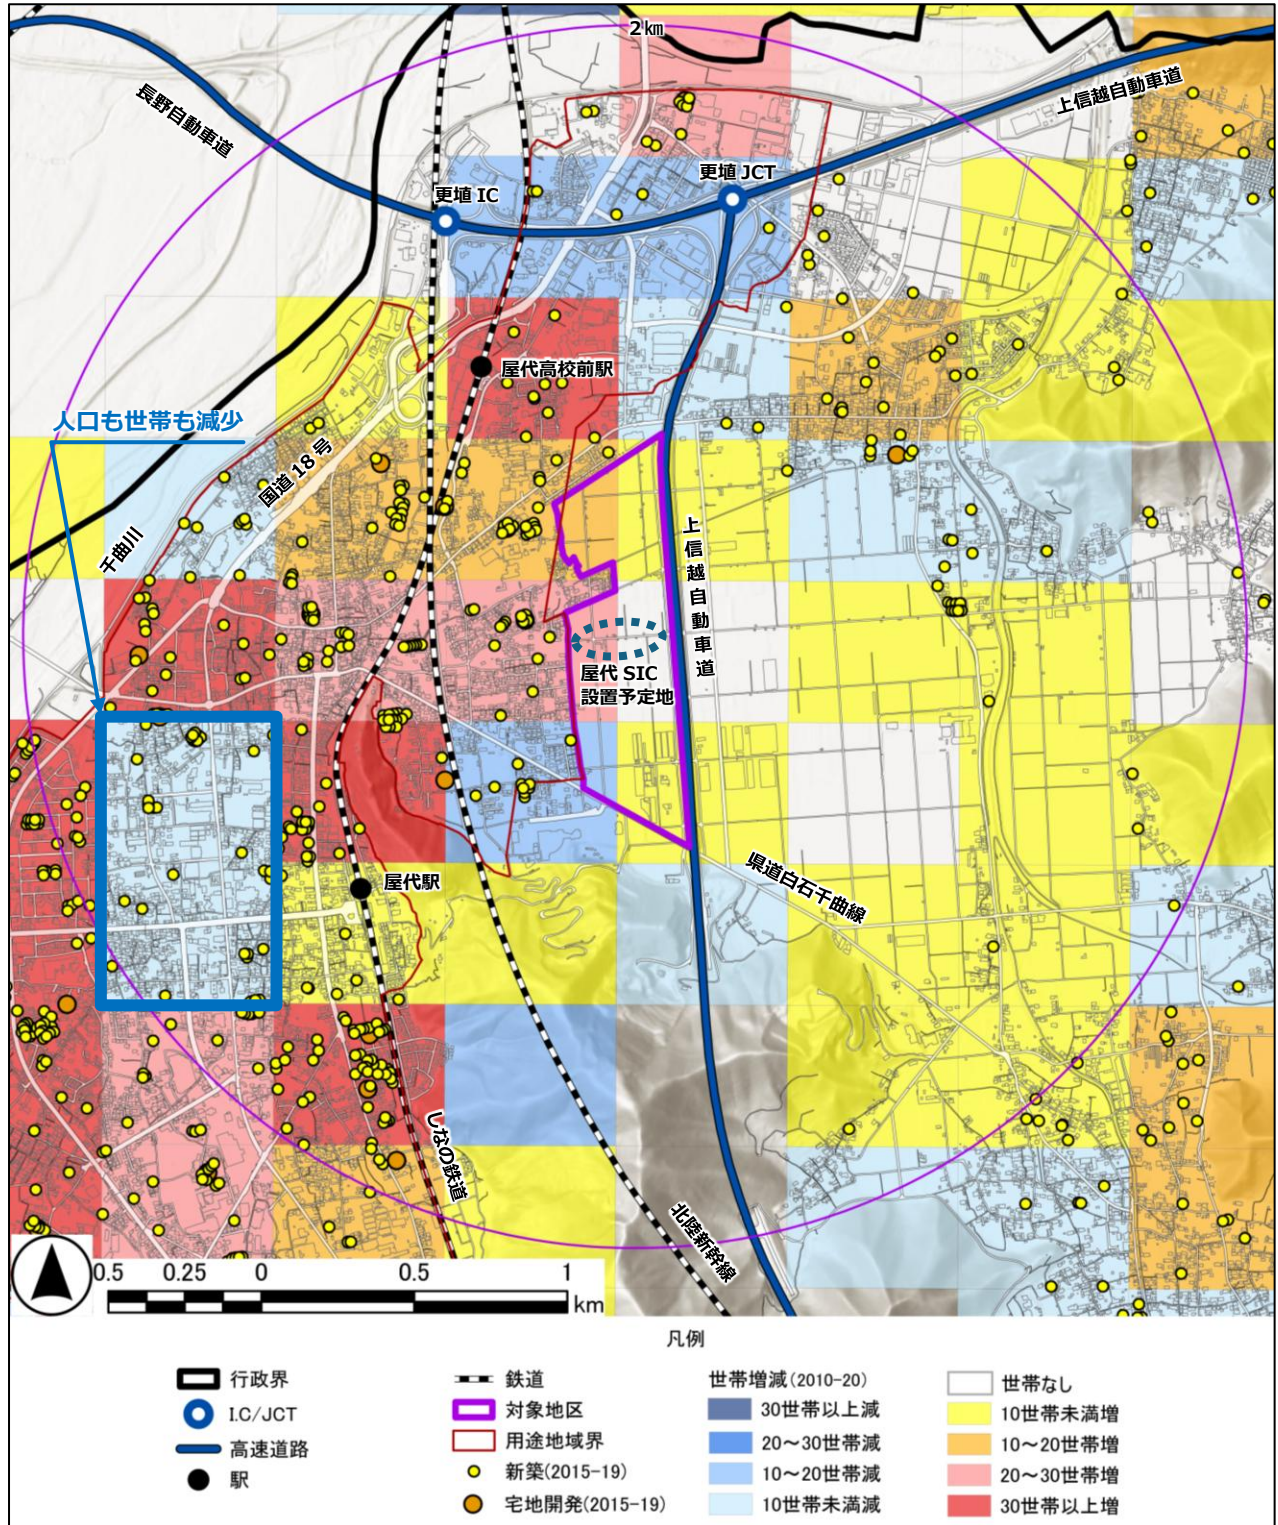 2㎞
長野自動車道
上信越自動車道
更埴 JCT
更埴 IC
屋代高校前駅
人口も世帯も減少
国道 18 号
千曲川
上信越自動車道
屋代 SIC
設置予定地
県道白石千曲線
屋代駅
しなの鉄道
北陸新幹線
0.5 0.25 0 0.5 1
km
凡例
行政界
I.C/JCT
高速道路
駅
鉄道
対象地区
用途地域界
新築(2015-19)
宅地開発(2015-19)
世帯増減(2010-20)
30世帯以上減
20～30世帯減
10～20世帯減
10世帯未満減
世帯なし
10世帯未満増
10～20世帯増
20～30世帯増
30世帯以上増